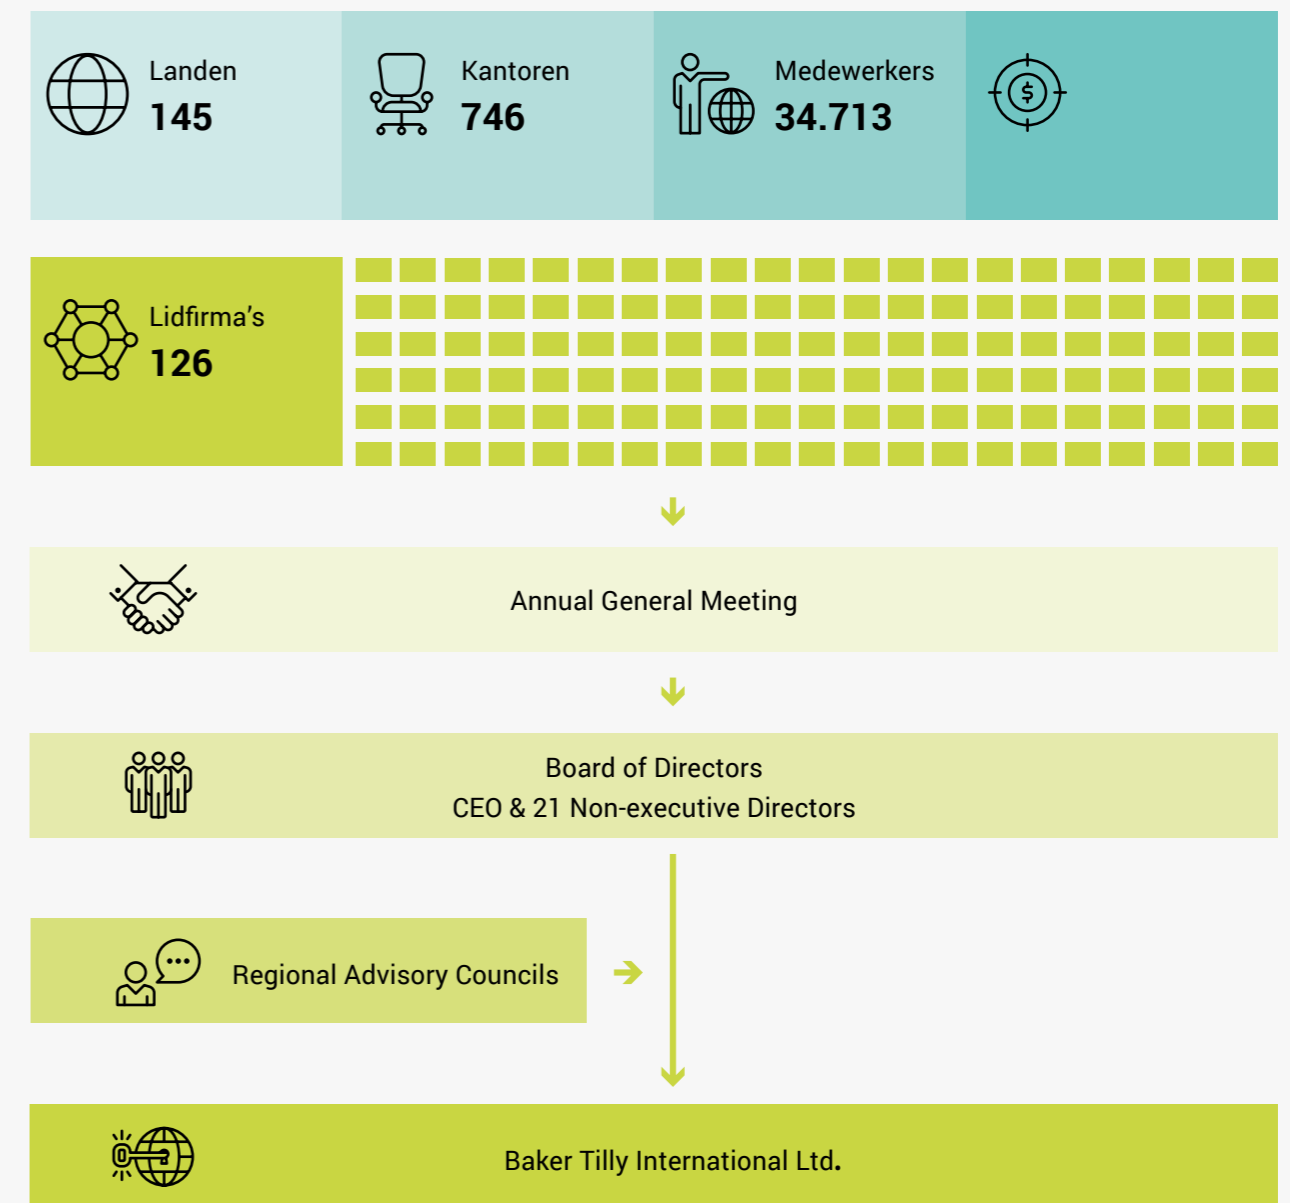 Landen
145
Kantoren
746
Medewerkers
34.713
$
Lidfirma's
126
Annual General Meeting
Board of Directors
CEO & 21 Non-executive Directors
Regional Advisory Councils
Baker Tilly International Ltd.